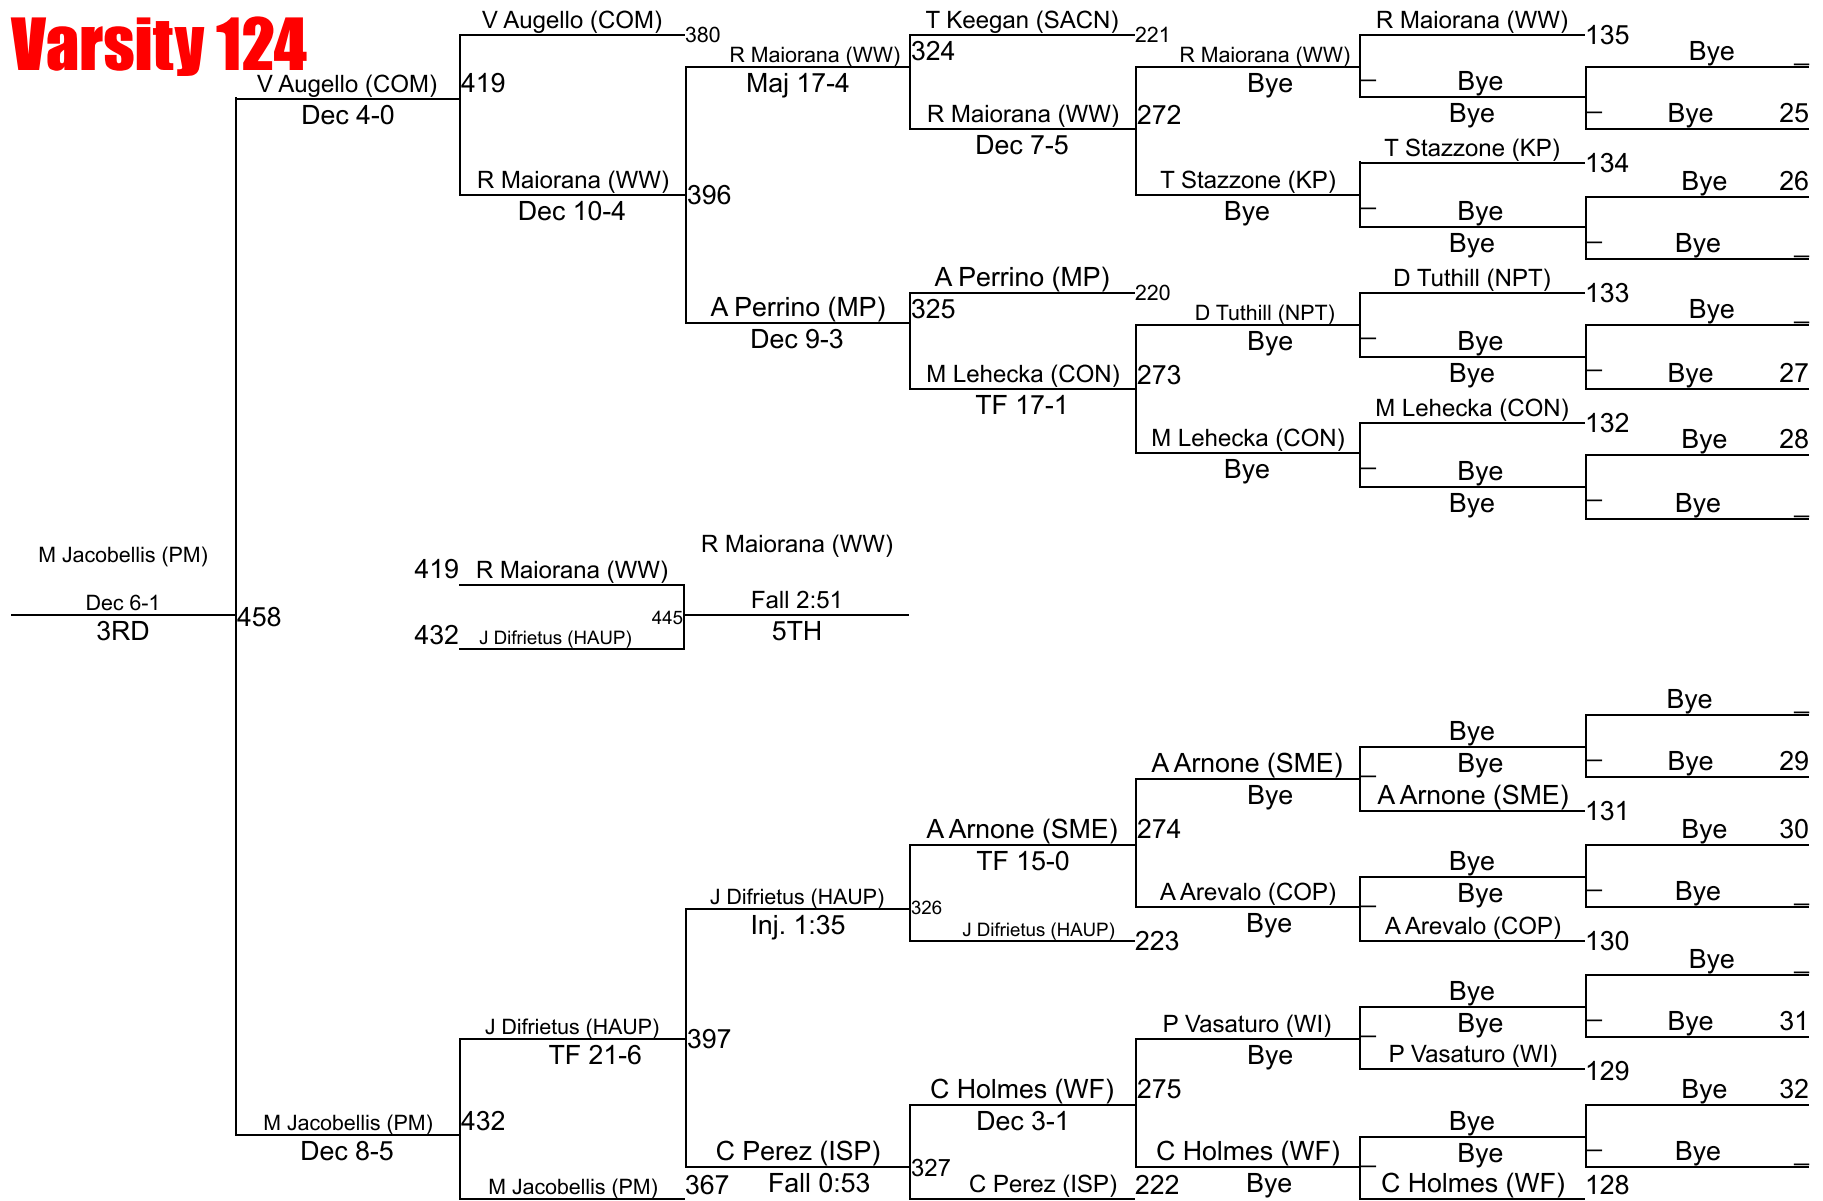 Varsity 124
V Augello (COM)
380
T Keegan (SACN)
221
R Maiorana (WW)
135
Bye _
V Augello (COM)
419
Dec 4-0
R Maiorana (WW)
324
Maj 17-4
R Maiorana (WW)
Bye
_ Bye
Bye
_ Bye 25
R Maiorana (WW)
272
Dec 7-5
T Stazzone (KP)
134
Bye 26
R Maiorana (WW)
396
Dec 10-4
T Stazzone (KP)
Bye
_ Bye
Bye
_ Bye _
A Perrino (MP)
220
D Tuthill (NPT)
133
Bye _
A Perrino (MP)
325
Dec 9-3
D Tuthill (NPT)
Bye
_ Bye
Bye
_ Bye 27
M Lehecka (CON)
273
TF 17-1
M Lehecka (CON)
132
Bye 28
M Lehecka (CON)
Bye
_ Bye
Bye
_ Bye _
M Jacobellis (PM)
Dec 6-1
3RD
458
419 R Maiorana (WW)
432 J Difrietus (HAUP)
445
R Maiorana (WW)
Fall 2:51
5TH
Bye _
Bye
Bye
_
_ Bye 29
A Arnone (SME)
Bye
A Arnone (SME)
131
A Arnone (SME)
274
TF 15-0
Bye 30
Bye
Bye
_
_ Bye _
J Difrietus (HAUP)
326
Inj. 1:35
A Arevalo (COP)
Bye
A Arevalo (COP)
130
J Difrietus (HAUP)
223
Bye _
Bye
Bye
_
_ Bye 31
J Difrietus (HAUP)
397
TF 21-6
P Vasaturo (WI)
Bye
P Vasaturo (WI)
129
C Holmes (WF)
275
Dec 3-1
Bye 32
M Jacobellis (PM)
432
Dec 8-5
C Perez (ISP)
327
Fall 0:53
C Holmes (WF)
Bye
Bye
Bye
_
_ Bye _
M Jacobellis (PM)
367
C Perez (ISP)
222
C Holmes (WF)
128